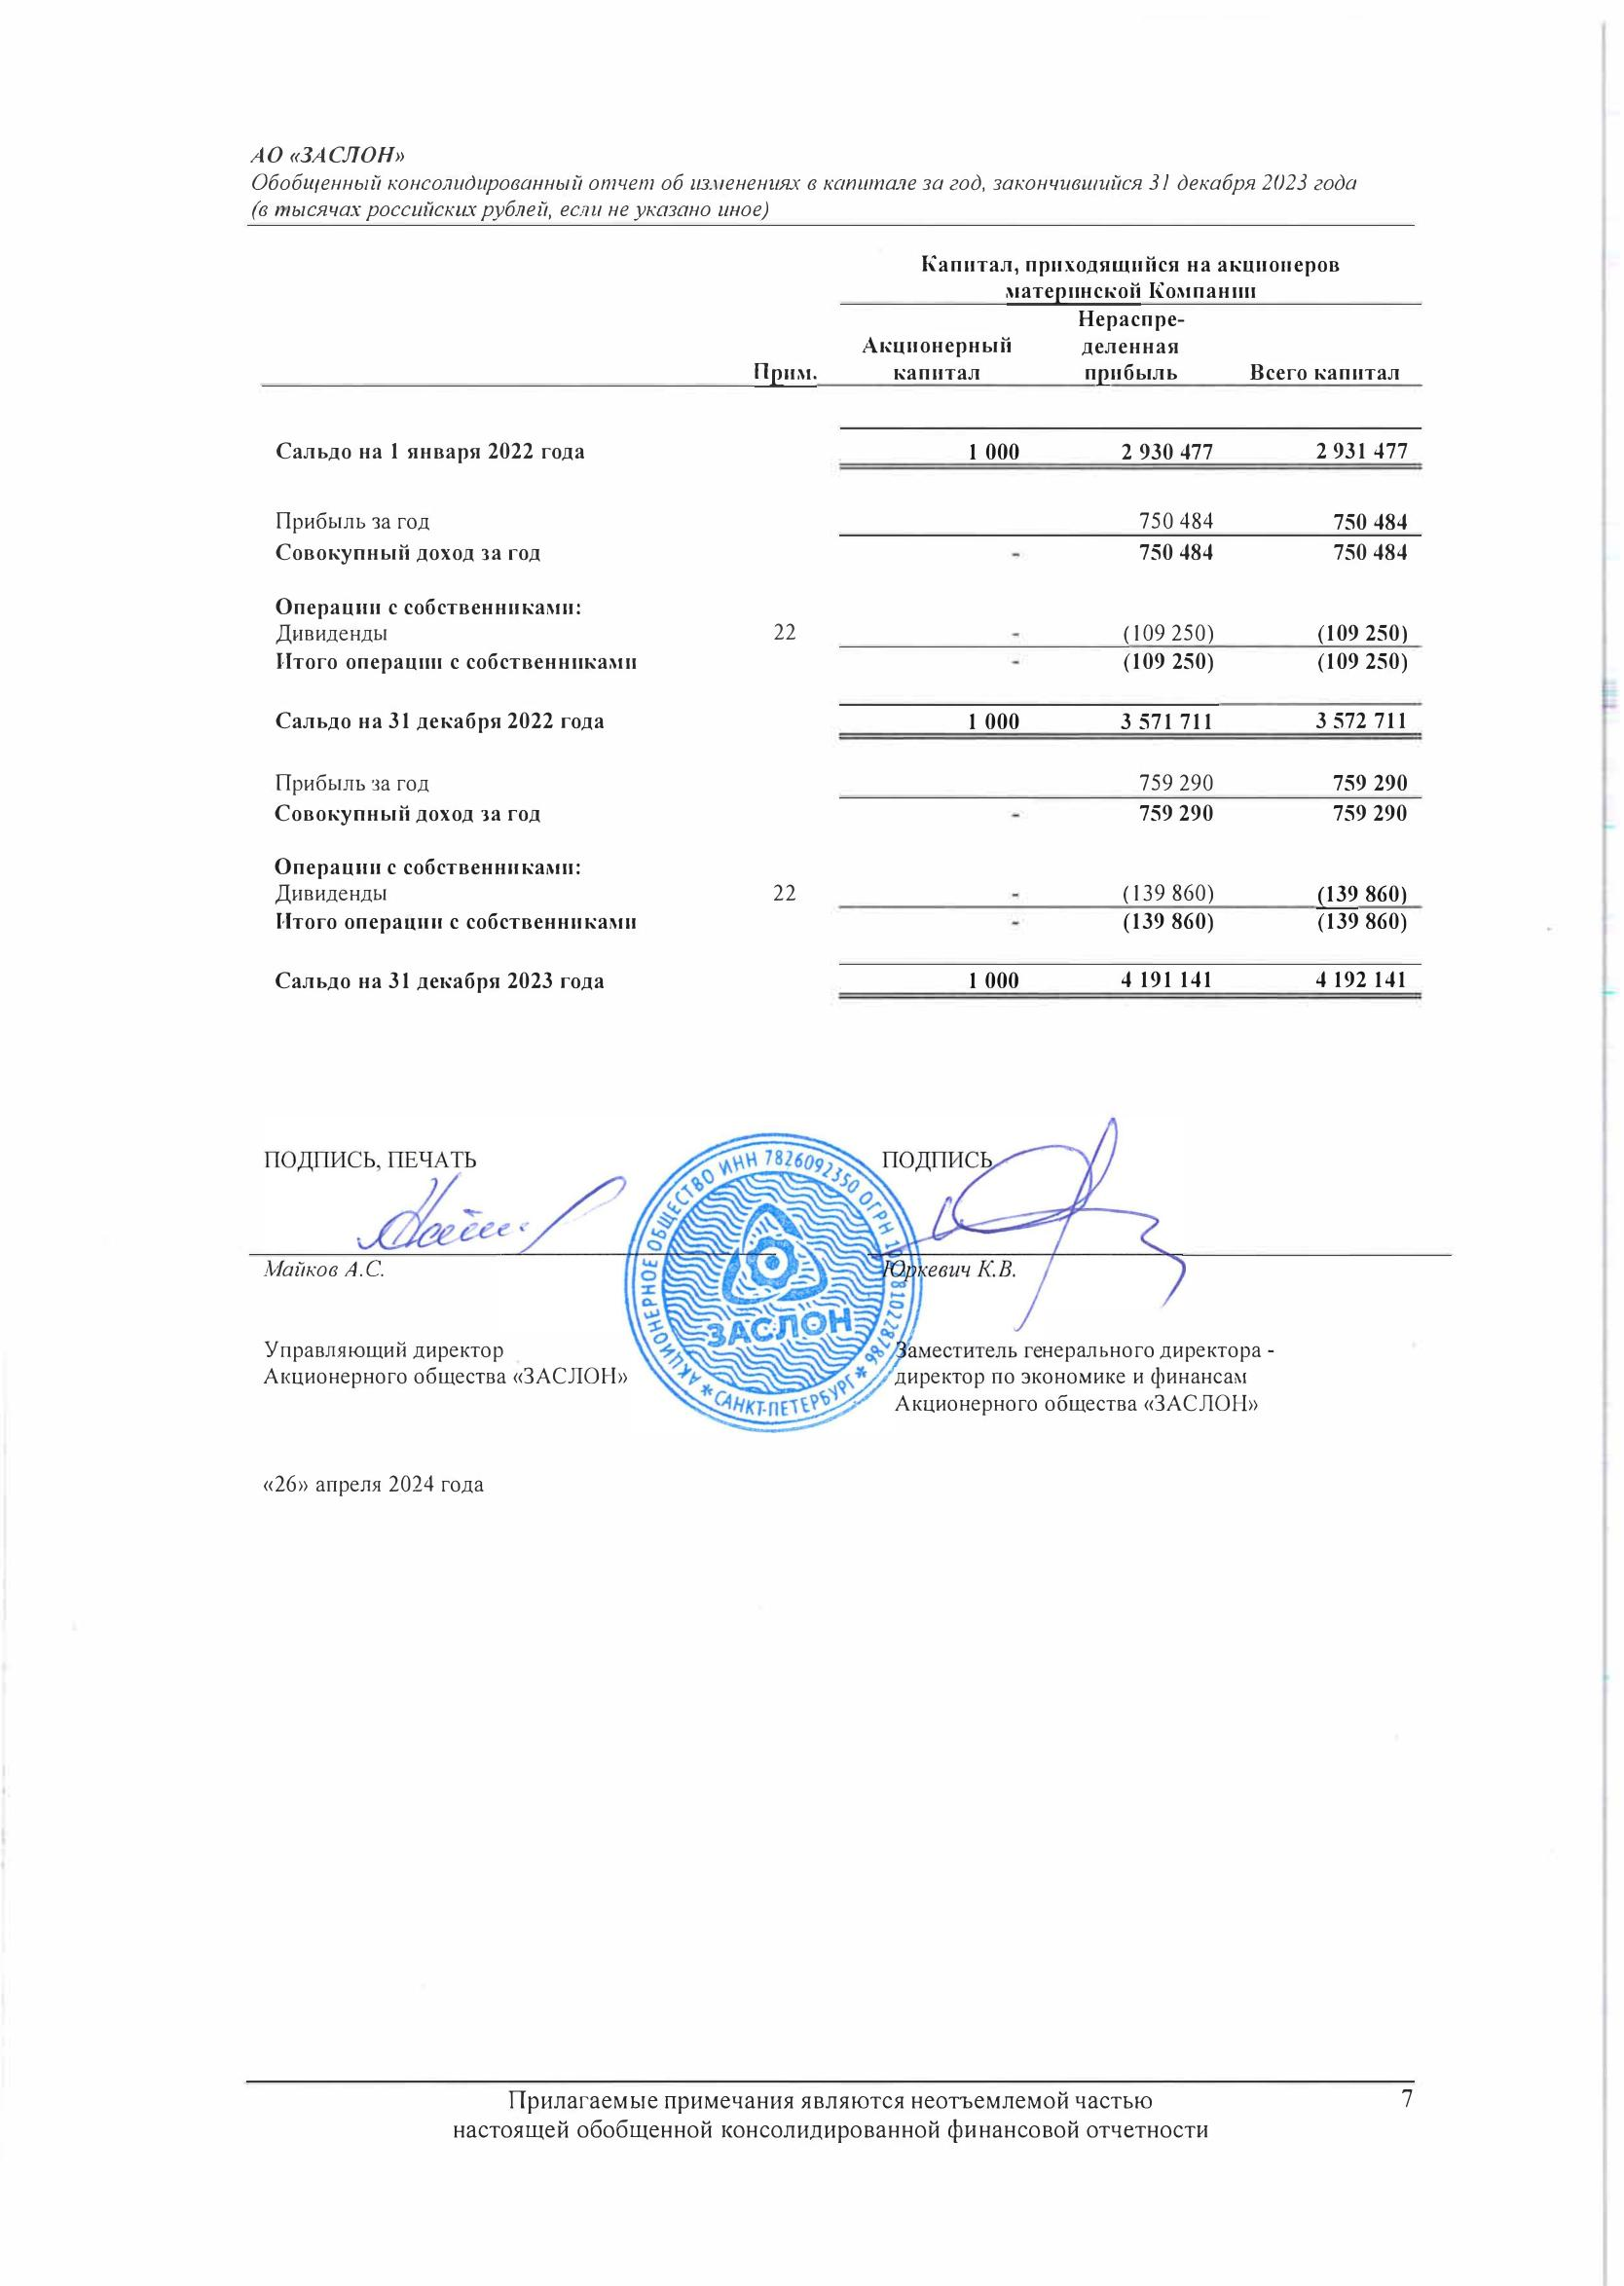 АО «ЗАСЛОН»
Обобщенный консолидированный отчет об изменениях в капитале за год, закончившийся 31 декабря 2023 года
(в тысячах российских рублей, если не указано иное)
Капитал, приходящийся на акционеров
материнской Компании
Прим. Акционерный капитал Нераспре-деленная прибыль Всего капитал
Сальдо на 1 января 2022 года 1 000 2 930 477 2 931 477
Прибыль за год 750 484 750 484
Совокупный доход за год - 750 484 750 484
Операции с собственниками:
Дивиденды 22 - (109 250) (109 250)
Итого операции с собственниками - (109 250) (109 250)
Сальдо на 31 декабря 2022 года 1 000 3 571 711 3 572 711
Прибыль за год 759 290 759 290
Совокупный доход за год - 759 290 759 290
Операции с собственниками:
Дивиденды 22 - (139 860) (139 860)
Итого операции с собственниками - (139 860) (139 860)
Сальдо на 31 декабря 2023 года 1 000 4 191 141 4 192 141
ПОДПИСЬ, ПЕЧАТЬ ПОДПИСЬ
Майков А.С. Юркевич К.В.
АКЦИОНЕРНОЕ ОБЩЕСТВО ИНН 7826092350 ОГРН
* САНКТ-ПЕТЕРБУРГ *
ЗАСЛОН
Управляющий директор Заместитель генерального директора -
Акционерного общества «ЗАСЛОН» директор по экономике и финансам
Акционерного общества «ЗАСЛОН»
«26» апреля 2024 года
Прилагаемые примечания являются неотъемлемой частью 7
настоящей обобщенной консолидированной финансовой отчетности